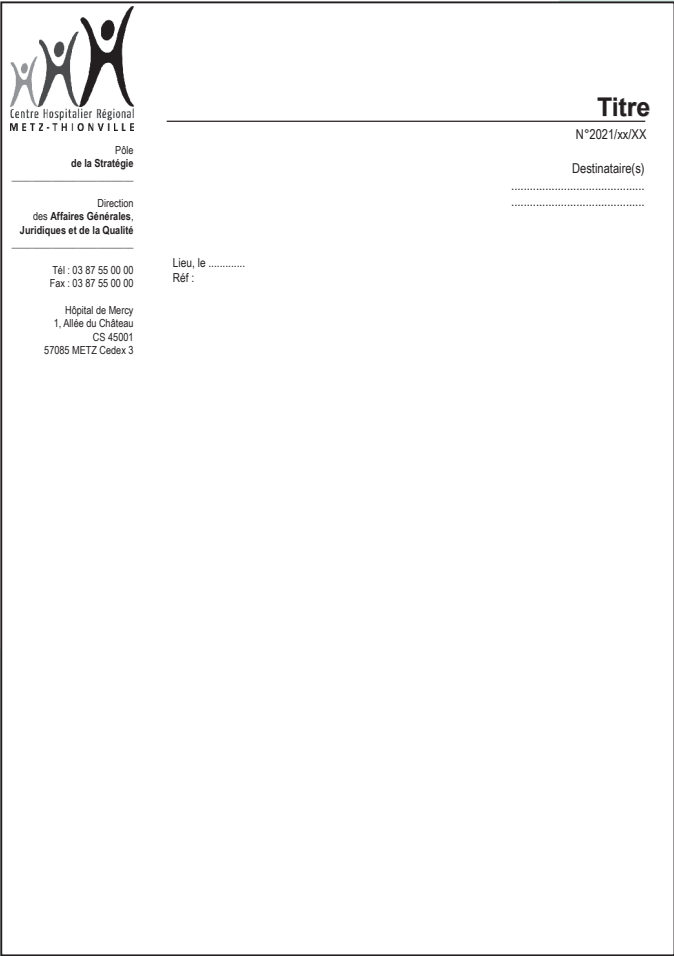 Centre Hospitalier Régional
METZ-THIONVILLE
Titre
N°2021/xx/XX
Pôle
de la Stratégie
Destinataire(s)
...........................................
...........................................
Direction
des Affaires Générales,
Juridiques et de la Qualité
Lieu, le .............
Réf :
Tél : 03 87 55 00 00
Fax : 03 87 55 00 00
Hôpital de Mercy
1, Allée du Château
CS 45001
57085 METZ Cedex 3